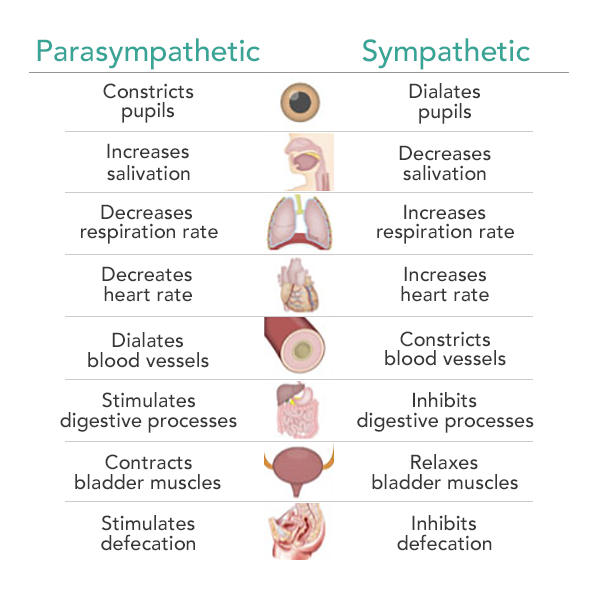 Parasympathetic Sympathetic
Constricts
pupils
Dialates
pupils
Increases
salivation
Decreases
salivation
Decreases
respiration rate
Increases
respiration rate
Decreates
heart rate
Increases
heart rate
Dialates
blood vessels
Constricts
blood vessels
Stimulates
digestive processes
Inhibits
digestive processes
Contracts
bladder muscles
Relaxes
bladder muscles
Stimulates
defecation
Inhibits
defecation